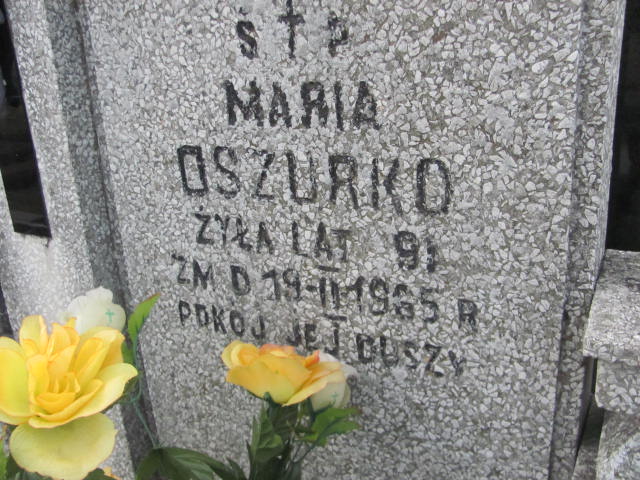 Ś † P
MARIA
OSZURKO
ŻYŁA LAT 91
ZM D 19-II-1965 R
POKÓJ JEJ DUSZY